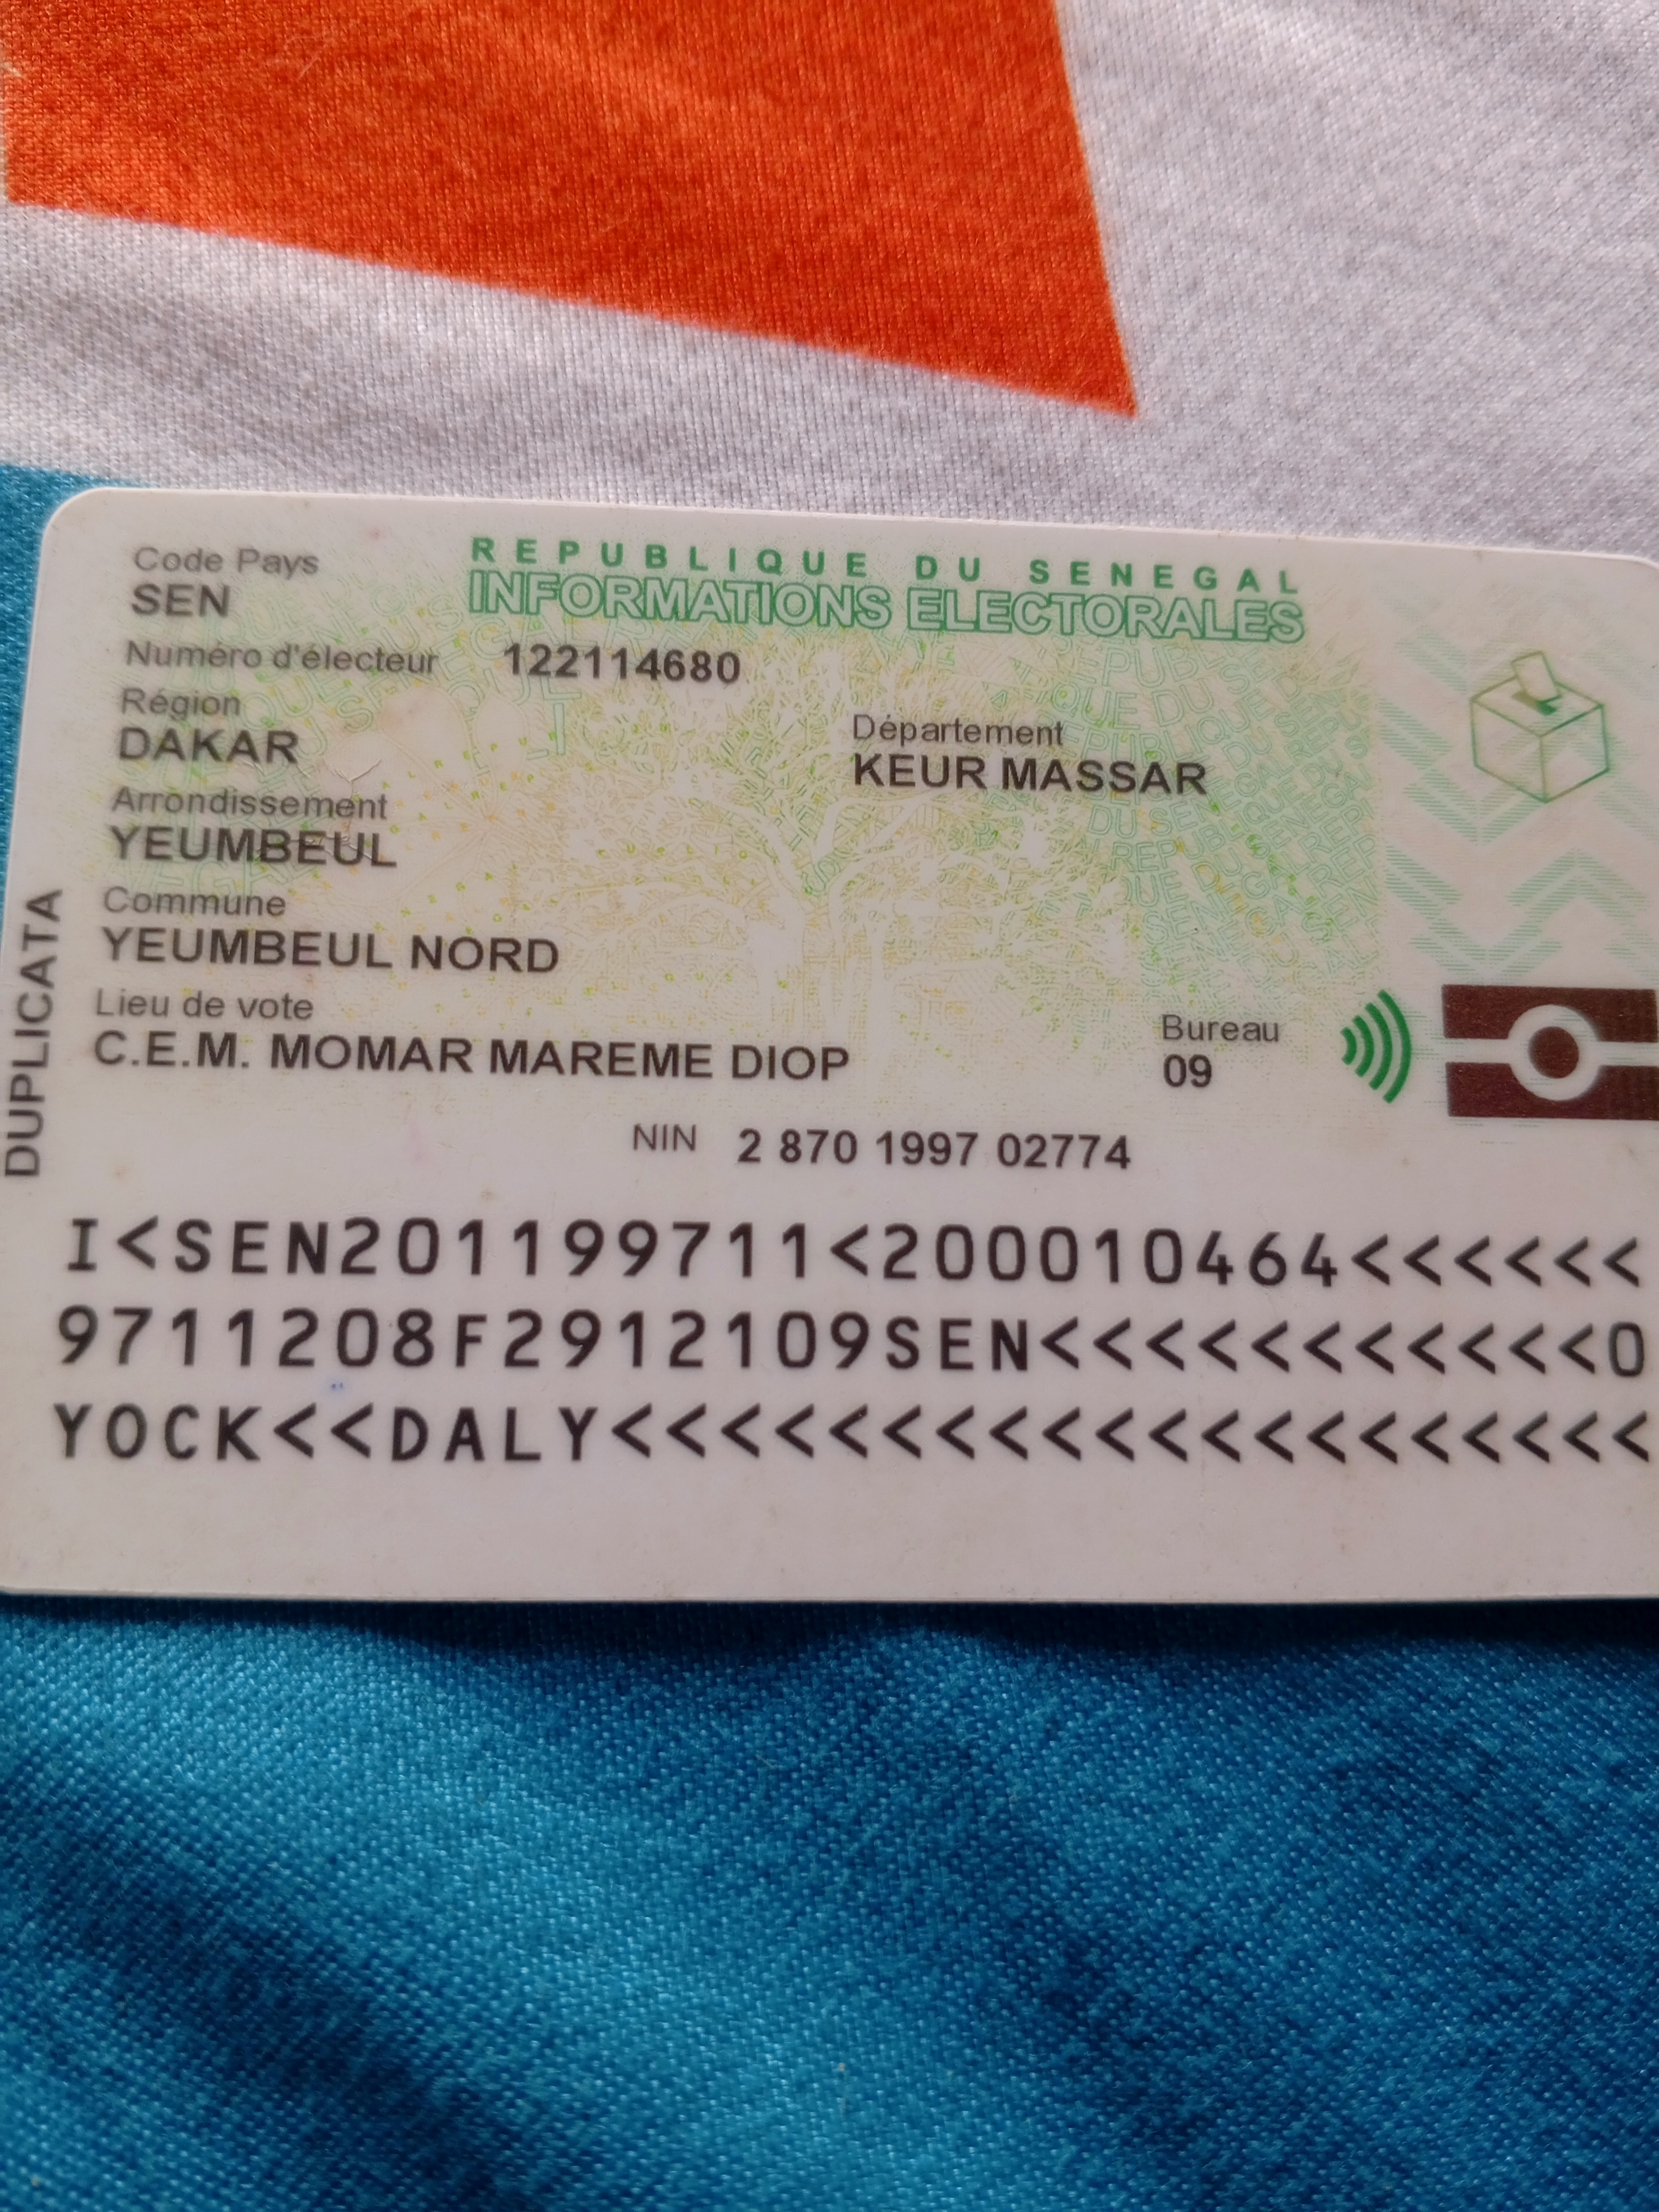 Code Pays
SEN
REPUBLIQUE DU SENEGAL
INFORMATIONS ELECTORALES
Numéro d'électeur 122114680
Région
DAKAR
Département
KEUR MASSAR
Arrondissement
YEUMBEUL
Commune
YEUMBEUL NORD
Lieu de vote
C.E.M. MOMAR MAREME DIOP
Bureau
09
DUPLICATA
NIN 2 870 1997 02774
I<SEN201199711<200010464<<<<<<
9711208F2912109SEN<<<<<<<<<<<0
YOCK<<DALY<<<<<<<<<<<<<<<<<<<<